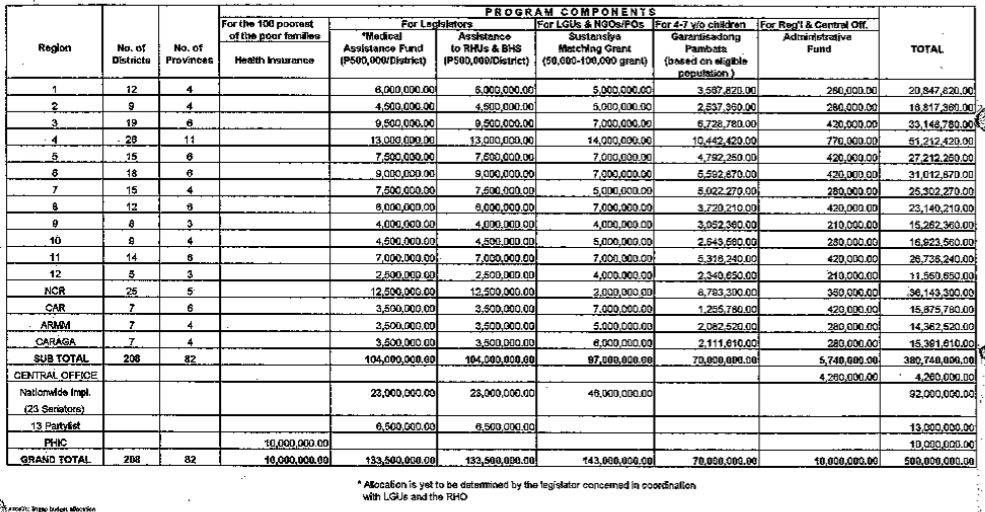 PROGRAM COMPONENTS
For the 100 poorest of the poor families | For Legislators | For LGUs & NGOs/POs | For 4-7 y/o children | For Reg'l & Central Off.
Region | No. of Districts | No. of Provinces | Health Insurance | *Medical Assistance Fund (P500,000/District) | Assistance to RHUs & BHS (P500,000/District) | Sustansiya Matching Grant (50,000-100,000 grant) | Garantisadong Pambata (based on eligible population) | Administrative Fund | TOTAL
1 12 4 6,000,000.00 6,000,000.00 5,000,000.00 3,567,820.00 280,000.00 20,847,820.00
2 9 4 4,500,000.00 4,500,000.00 5,000,000.00 2,537,360.00 280,000.00 16,817,360.00
3 19 6 9,500,000.00 9,500,000.00 7,000,000.00 6,728,780.00 420,000.00 33,148,780.00
4 26 11 13,000,000.00 13,000,000.00 14,000,000.00 10,442,420.00 770,000.00 51,212,420.00
5 15 6 7,500,000.00 7,500,000.00 7,000,000.00 4,792,250.00 420,000.00 27,212,250.00
6 18 6 9,000,000.00 9,000,000.00 7,000,000.00 5,592,670.00 420,000.00 31,012,670.00
7 15 4 7,500,000.00 7,500,000.00 5,000,000.00 5,022,270.00 280,000.00 25,302,270.00
8 12 6 6,000,000.00 6,000,000.00 7,000,000.00 3,720,210.00 420,000.00 23,140,210.00
9 8 3 4,000,000.00 4,000,000.00 4,000,000.00 3,052,360.00 210,000.00 15,262,360.00
10 9 4 4,500,000.00 4,500,000.00 5,000,000.00 2,643,560.00 280,000.00 16,923,560.00
11 14 6 7,000,000.00 7,000,000.00 7,000,000.00 5,316,240.00 420,000.00 26,736,240.00
12 5 3 2,500,000.00 2,500,000.00 4,000,000.00 2,340,650.00 210,000.00 11,550,650.00
NCR 25 5 12,500,000.00 12,500,000.00 2,000,000.00 8,793,300.00 350,000.00 36,143,300.00
CAR 7 6 3,500,000.00 3,500,000.00 7,000,000.00 1,255,780.00 420,000.00 15,675,780.00
ARMM 7 4 3,500,000.00 3,500,000.00 5,000,000.00 2,082,520.00 280,000.00 14,362,520.00
CARAGA 7 4 3,500,000.00 3,500,000.00 6,000,000.00 2,111,610.00 280,000.00 15,391,610.00
SUB TOTAL 208 82 104,000,000.00 104,000,000.00 97,000,000.00 70,000,000.00 5,740,000.00 380,740,000.00
CENTRAL OFFICE 4,260,000.00 4,260,000.00
Nationwide Impl. 23,000,000.00 23,000,000.00 46,000,000.00 92,000,000.00
(23 Senators)
13 Partylist 6,500,000.00 6,500,000.00 13,000,000.00
PHIC 10,000,000.00 10,000,000.00
GRAND TOTAL 208 82 10,000,000.00 133,500,000.00 133,500,000.00 143,000,000.00 70,000,000.00 10,000,000.00 500,000,000.00
* Allocation is yet to be determined by the legislator concerned in coordination
with LGUs and the RHO
budget allocation